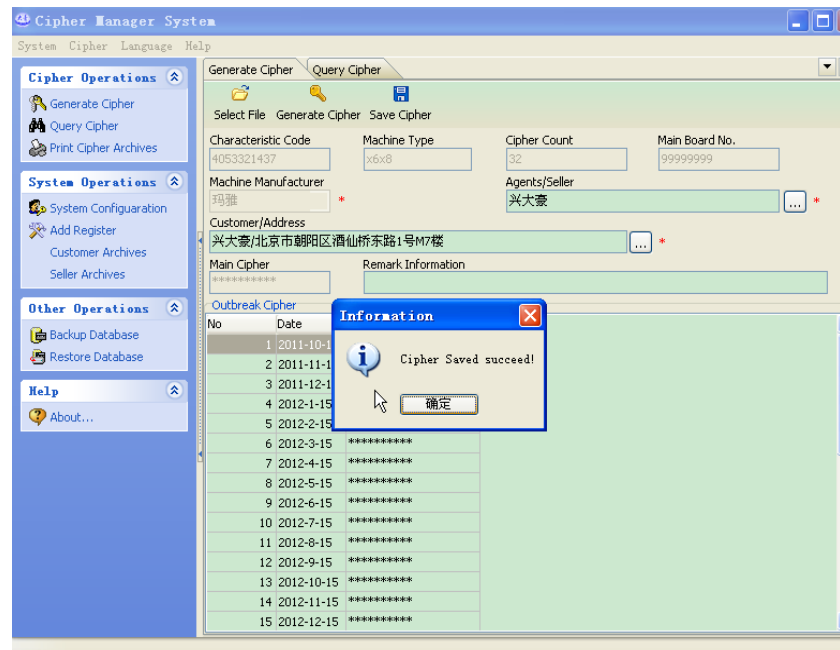 Cipher Manager System
System Cipher Language Help
Cipher Operations
Generate Cipher
Query Cipher
Print Cipher Archives
System Operations
System Configuaration
Add Register
Customer Archives
Seller Archives
Other Operations
Backup Database
Restore Database
Help
About...
Generate Cipher Query Cipher
Select File Generate Cipher Save Cipher
Characteristic Code Machine Type Cipher Count Main Board No.
4053321437 x6x8 32 99999999
Machine Manufacturer Agents/Seller
玛雅 * 兴大豪 ... *
Customer/Address
兴大豪/北京市朝阳区酒仙桥东路1号M7楼 ... *
Main Cipher Remark Information
**********
Outbreak Cipher
No Date
1 2011-10-1
2 2011-11-1
3 2011-12-1
4 2012-1-15
5 2012-2-15
6 2012-3-15 **********
7 2012-4-15 **********
8 2012-5-15 **********
9 2012-6-15 **********
10 2012-7-15 **********
11 2012-8-15 **********
12 2012-9-15 **********
13 2012-10-15 **********
14 2012-11-15 **********
15 2012-12-15 **********
Information
Cipher Saved succeed!
确定